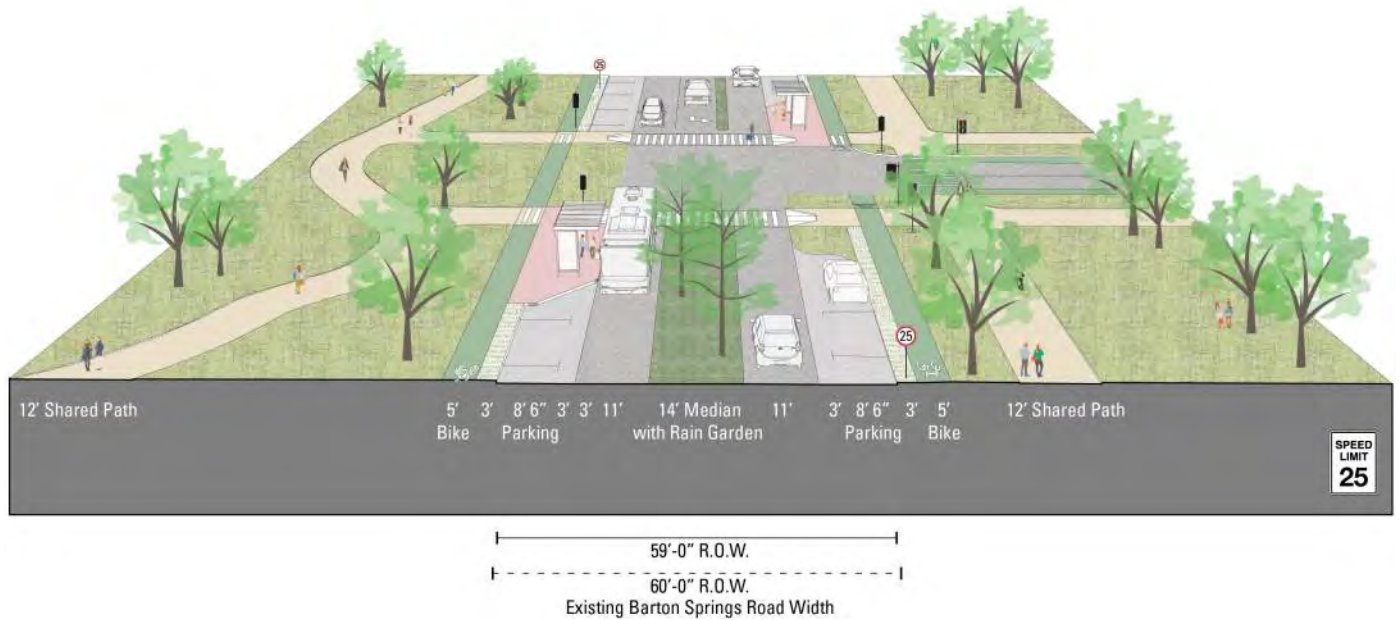 25
25
12' Shared Path
5' 3' 8' 6" 3' 3' 11' 14' Median 11' 3' 8' 6" 3' 5' 12' Shared Path
Bike Parking with Rain Garden Parking Bike
SPEED
LIMIT
25
59'-0" R.O.W.
60'-0" R.O.W.
Existing Barton Springs Road Width